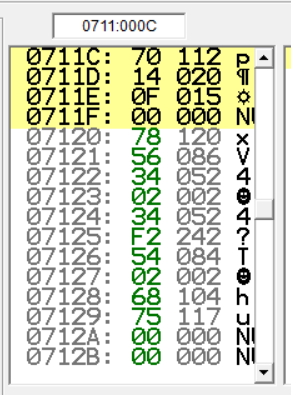 0711:000C
0711C: 70 112 p
0711D: 14 020 ¶
0711E: 0F 015 ☼
0711F: 00 000 NU
07120: 78 120 x
07121: 56 086 V
07122: 34 052 4
07123: 02 002 ☻
07124: 34 052 4
07125: F2 242 ?
07126: 54 084 T
07127: 02 002 ☻
07128: 68 104 h
07129: 75 117 u
0712A: 00 000 NU
0712B: 00 000 NU